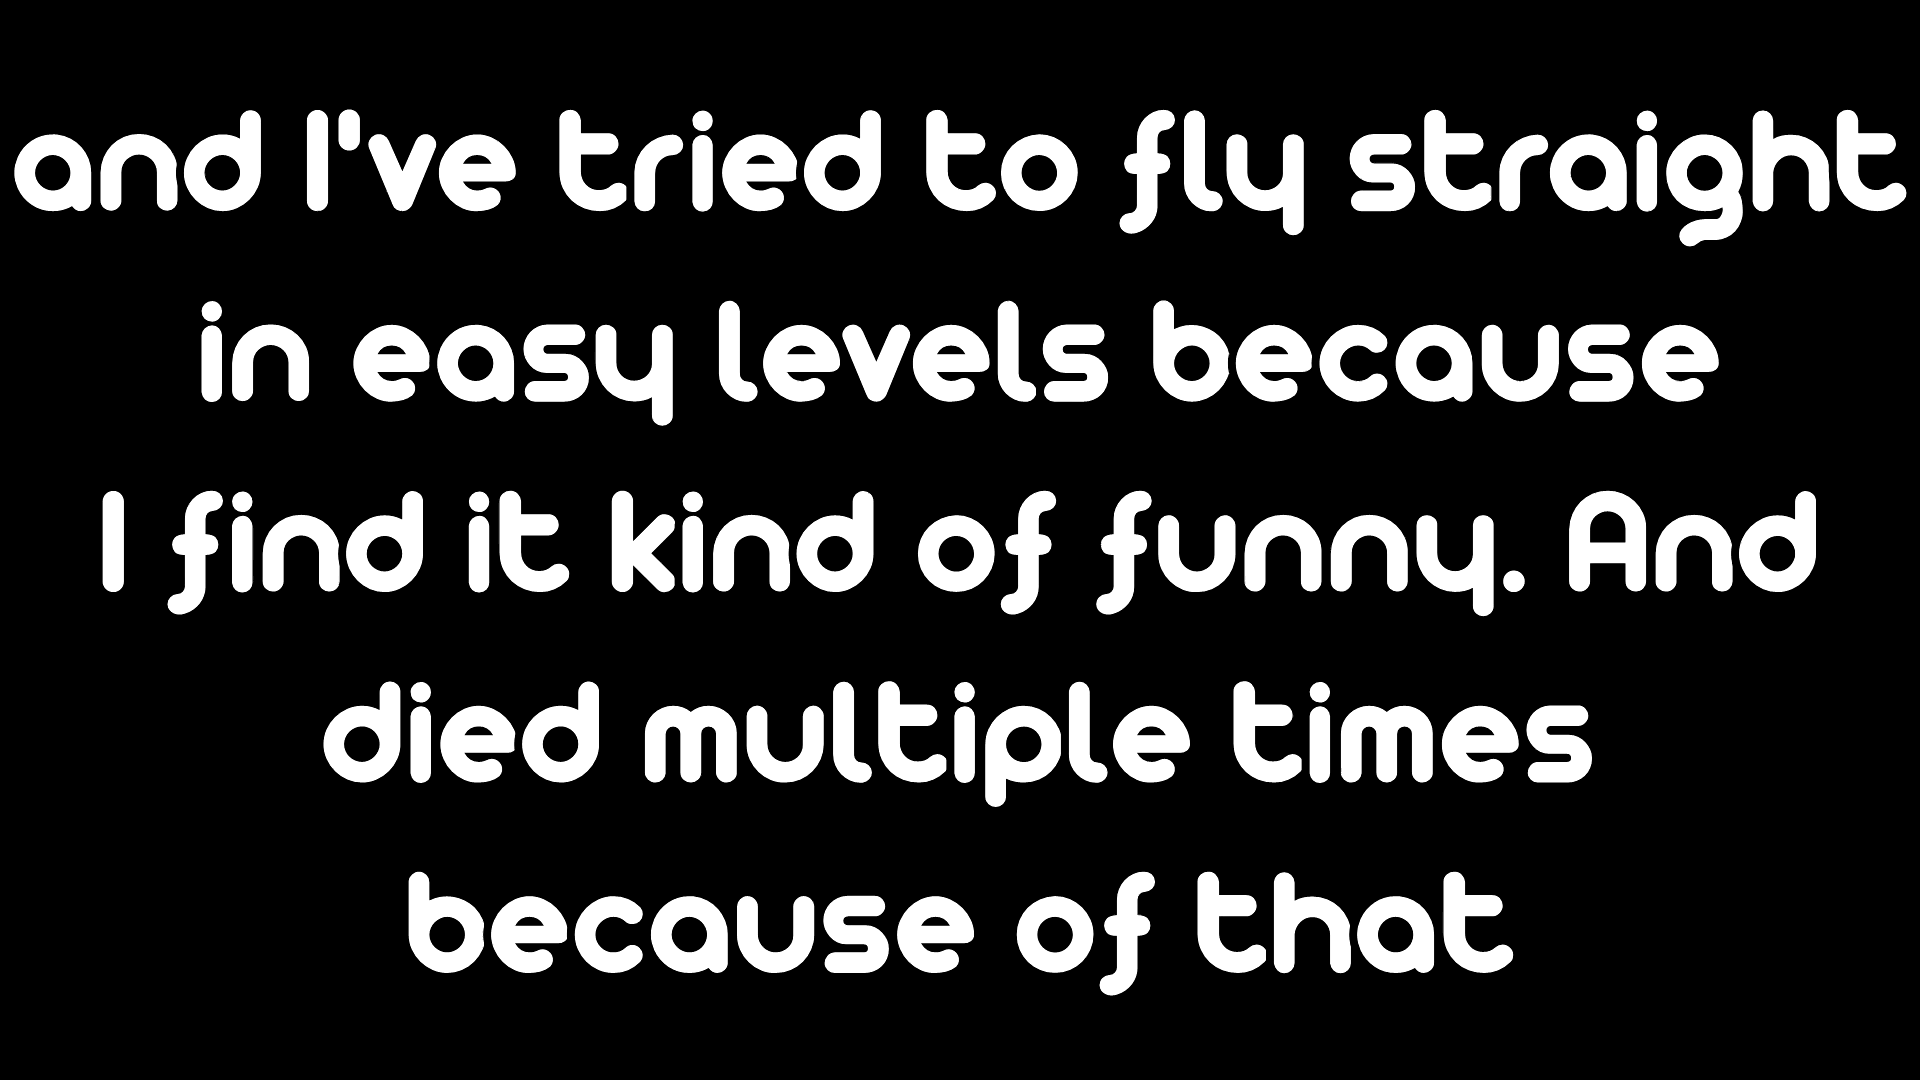 and I've tried to fly straight
in easy levels because
I find it kind of funny. And
died multiple times
because of that